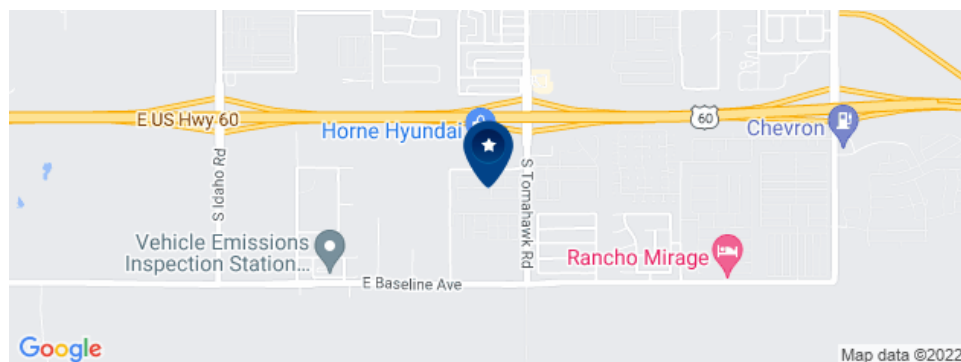 E US Hwy 60
Horne Hyundai
60
Chevron
S Idaho Rd
S Tomahawk Rd
Vehicle Emissions
Inspection Station...
Rancho Mirage
E Baseline Ave
Google
Map data ©2022